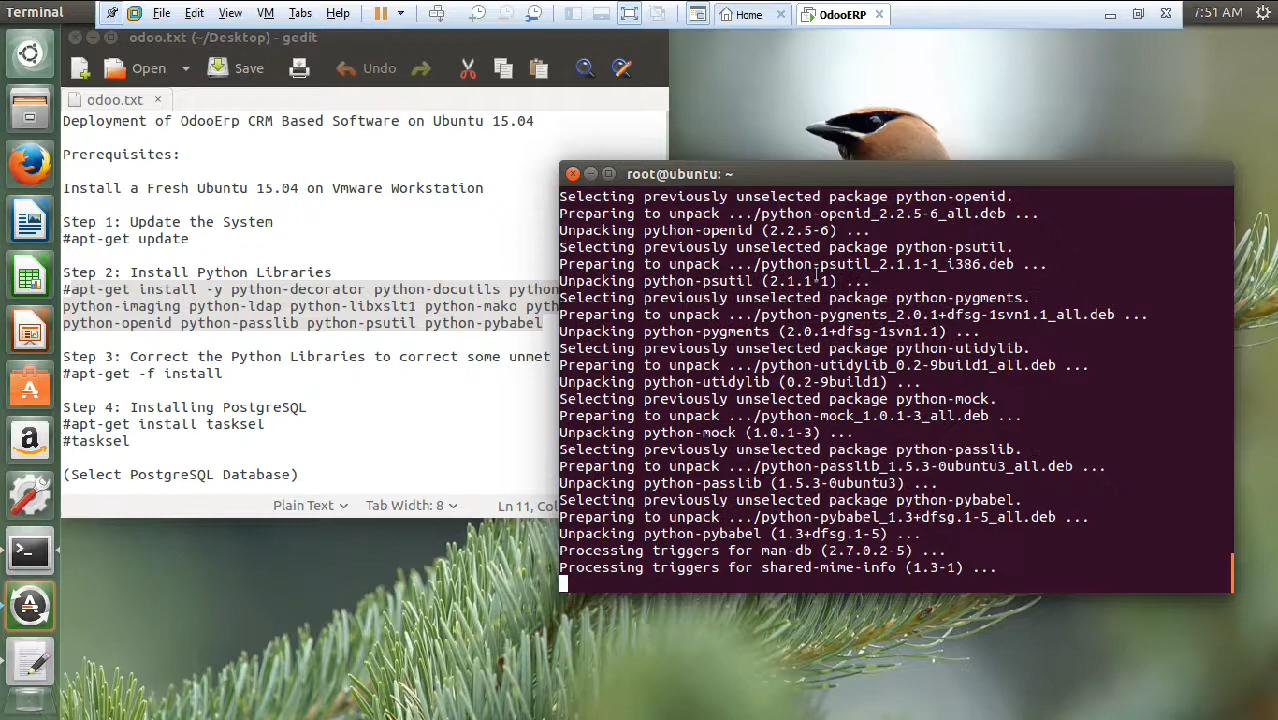 Terminal
File Edit View VM Tabs Help
Home
OdooERP
7:51 AM
odoo.txt (~/Desktop) - gedit
Open Save Undo
odoo.txt ×
Deployment of OdooErp CRM Based Software on Ubuntu 15.04
Prerequisites:
Install a Fresh Ubuntu 15.04 on Vmware Workstation
Step 1: Update the System
#apt-get update
Step 2: Install Python Libraries
#apt-get install -y python-decorator python-docutils python
python-imaging python-ldap python-libxslt1 python-mako pyth
python-openid python-passlib python-psutil python-pybabel
Step 3: Correct the Python Libraries to correct some unmet
#apt-get -f install
Step 4: Installing PostgreSQL
#apt-get install tasksel
#tasksel
(Select PostgreSQL Database)
Plain Text Tab Width: 8 Ln 11, Col
root@ubuntu: ~
Selecting previously unselected package python-openid.
Preparing to unpack .../python-openid_2.2.5-6_all.deb ...
Unpacking python-openid (2.2.5-6) ...
Selecting previously unselected package python-psutil.
Preparing to unpack .../python-psutil_2.1.1-1_i386.deb ...
Unpacking python-psutil (2.1.1-1) ...
Selecting previously unselected package python-pygments.
Preparing to unpack .../python-pygments_2.0.1+dfsg-1svn1.1_all.deb ...
Unpacking python-pygments (2.0.1+dfsg-1svn1.1) ...
Selecting previously unselected package python-utidylib.
Preparing to unpack .../python-utidylib_0.2-9build1_all.deb ...
Unpacking python-utidylib (0.2-9build1) ...
Selecting previously unselected package python-mock.
Preparing to unpack .../python-mock_1.0.1-3_all.deb ...
Unpacking python-mock (1.0.1-3) ...
Selecting previously unselected package python-passlib.
Preparing to unpack .../python-passlib_1.5.3-0ubuntu3_all.deb ...
Unpacking python-passlib (1.5.3-0ubuntu3) ...
Selecting previously unselected package python-pybabel.
Preparing to unpack .../python-pybabel_1.3+dfsg.1-5_all.deb ...
Unpacking python-pybabel (1.3+dfsg.1-5) ...
Processing triggers for man-db (2.7.0.2-5) ...
Processing triggers for shared-mime-info (1.3-1) ...